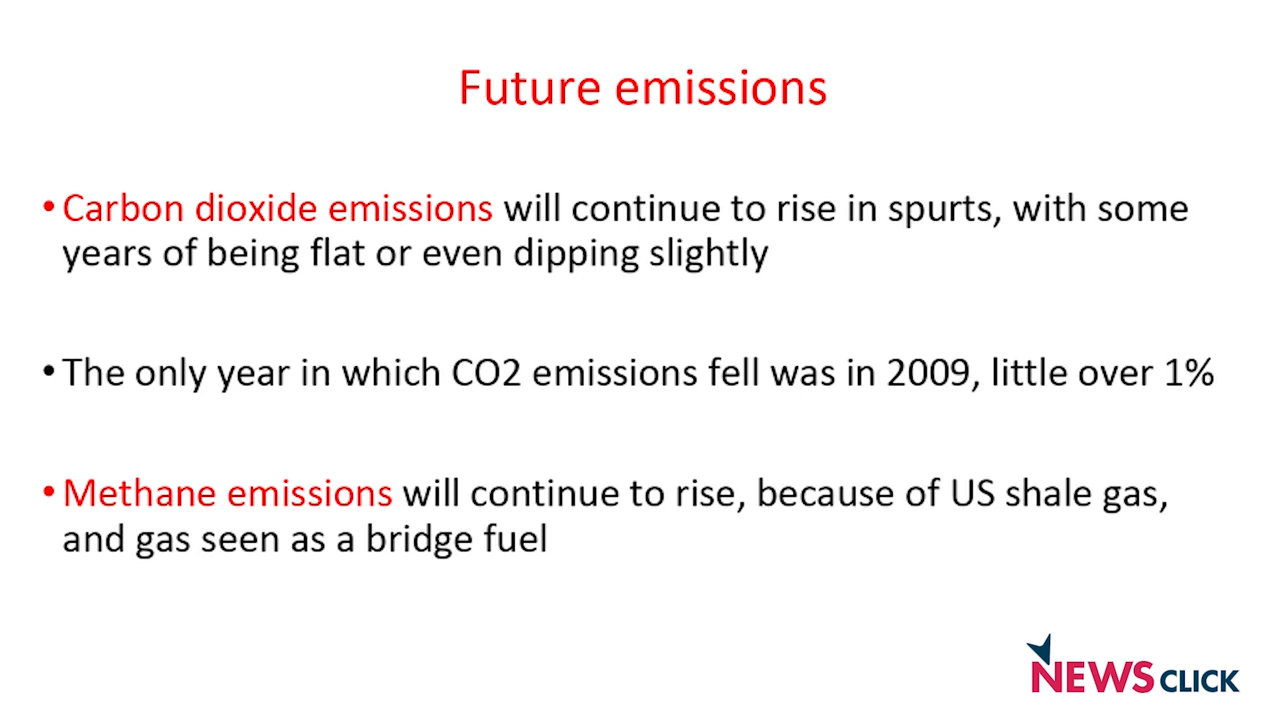 Future emissions
• Carbon dioxide emissions will continue to rise in spurts, with some
years of being flat or even dipping slightly
• The only year in which CO2 emissions fell was in 2009, little over 1%
• Methane emissions will continue to rise, because of US shale gas,
and gas seen as a bridge fuel
NEWS CLICK